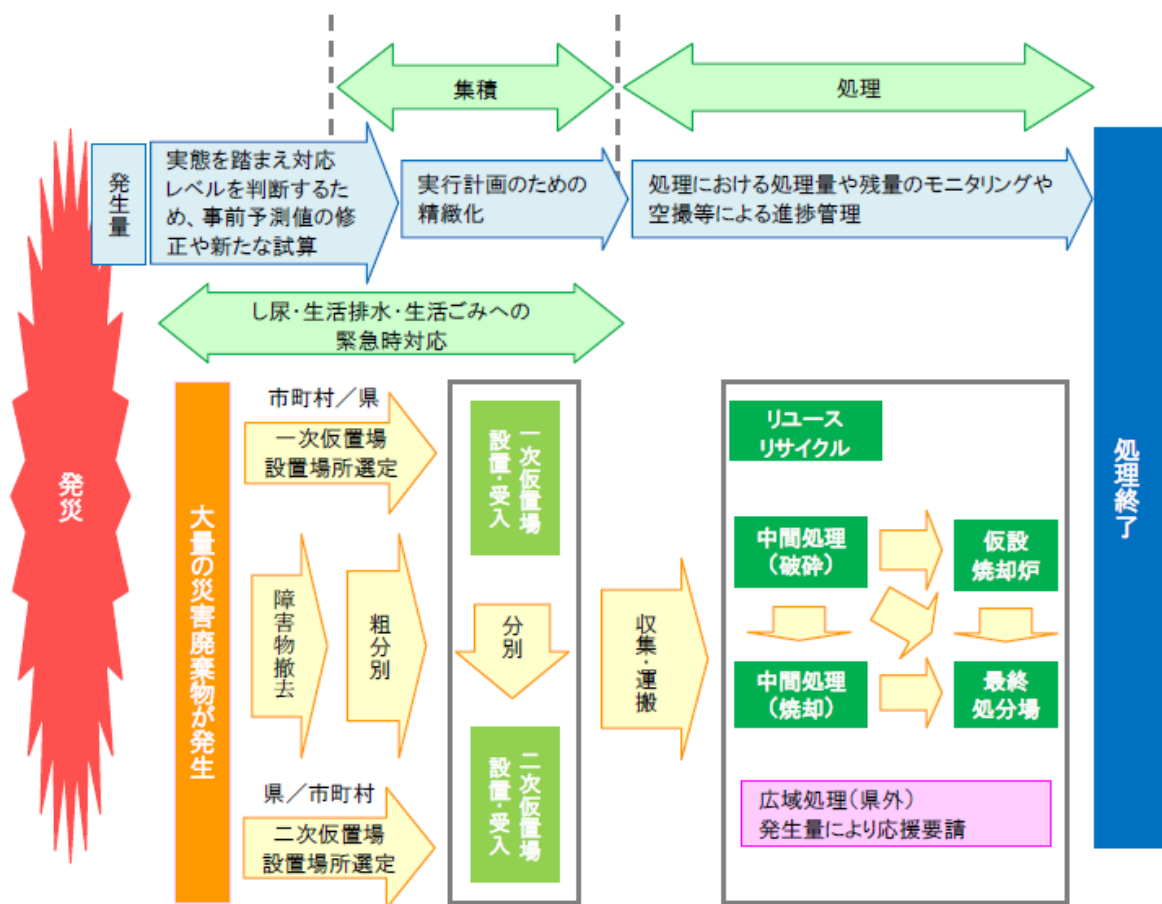 集積
処理
発生量
実態を踏まえ対応
レベルを判断するた
め、事前予測値の修
正や新たな試算
実行計画のための
精緻化
処理における処理量や残量のモニタリングや
空撮等による進捗管理
し尿・生活排水・生活ごみへの
緊急時対応
発災
大量の災害廃棄物が発生
市町村／県
一次仮置場
設置場所選定
障害物撤去
粗分別
県／市町村
二次仮置場
設置場所選定
一次仮置場
設置・受入
分別
二次仮置場
設置・受入
収集・運搬
リユース
リサイクル
中間処理
（破砕）
仮設
焼却炉
中間処理
（焼却）
最終
処分場
広域処理（県外）
発生量により応援要請
処理終了